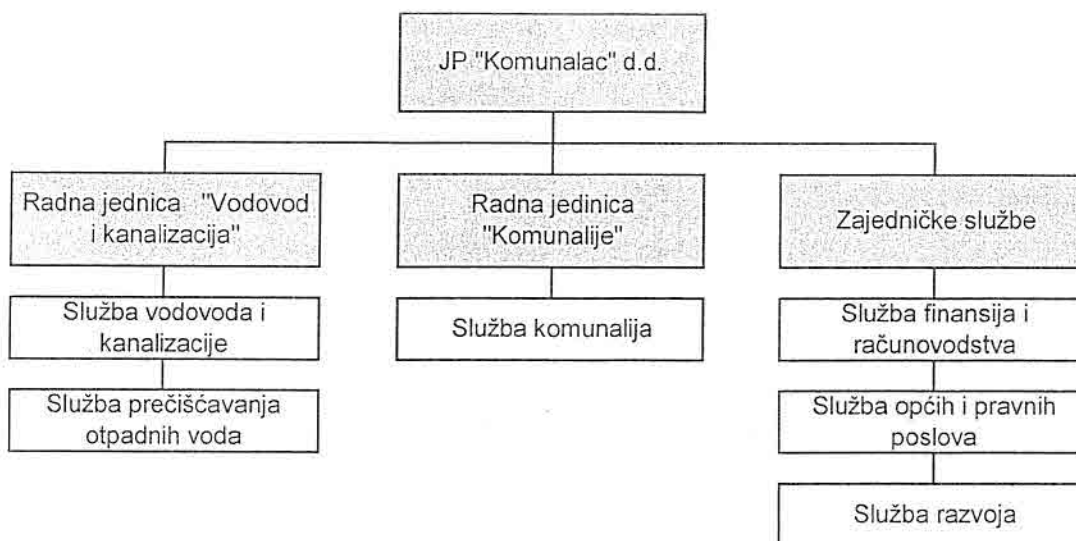 JP "Komunalac" d.d.
Radna jednica "Vodovod
i kanalizacija"
Radna jedinica
"Komunalije"
Zajedničke službe
Služba vodovoda i
kanalizacije
Služba komunalija
Služba finansija i
računovodstva
Služba prečišćavanja
otpadnih voda
Služba općih i pravnih
poslova
Služba razvoja